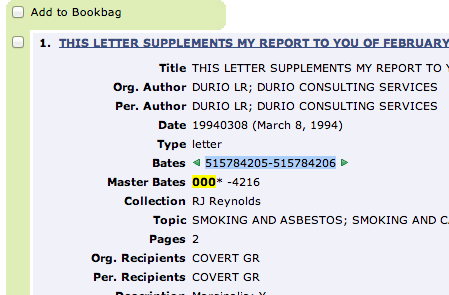 Add to Bookbag
1. THIS LETTER SUPPLEMENTS MY REPORT TO YOU OF FEBRUARY
Title THIS LETTER SUPPLEMENTS MY REPORT TO
Org. Author DURIO LR; DURIO CONSULTING SERVICES
Per. Author DURIO LR; DURIO CONSULTING SERVICES
Date 19940308 (March 8, 1994)
Type letter
Bates 515784205-515784206
Master Bates 000* -4216
Collection RJ Reynolds
Topic SMOKING AND ASBESTOS; SMOKING AND
Pages 2
Org. Recipients COVERT GR
Per. Recipients COVERT GR
Description Marginalia: Y